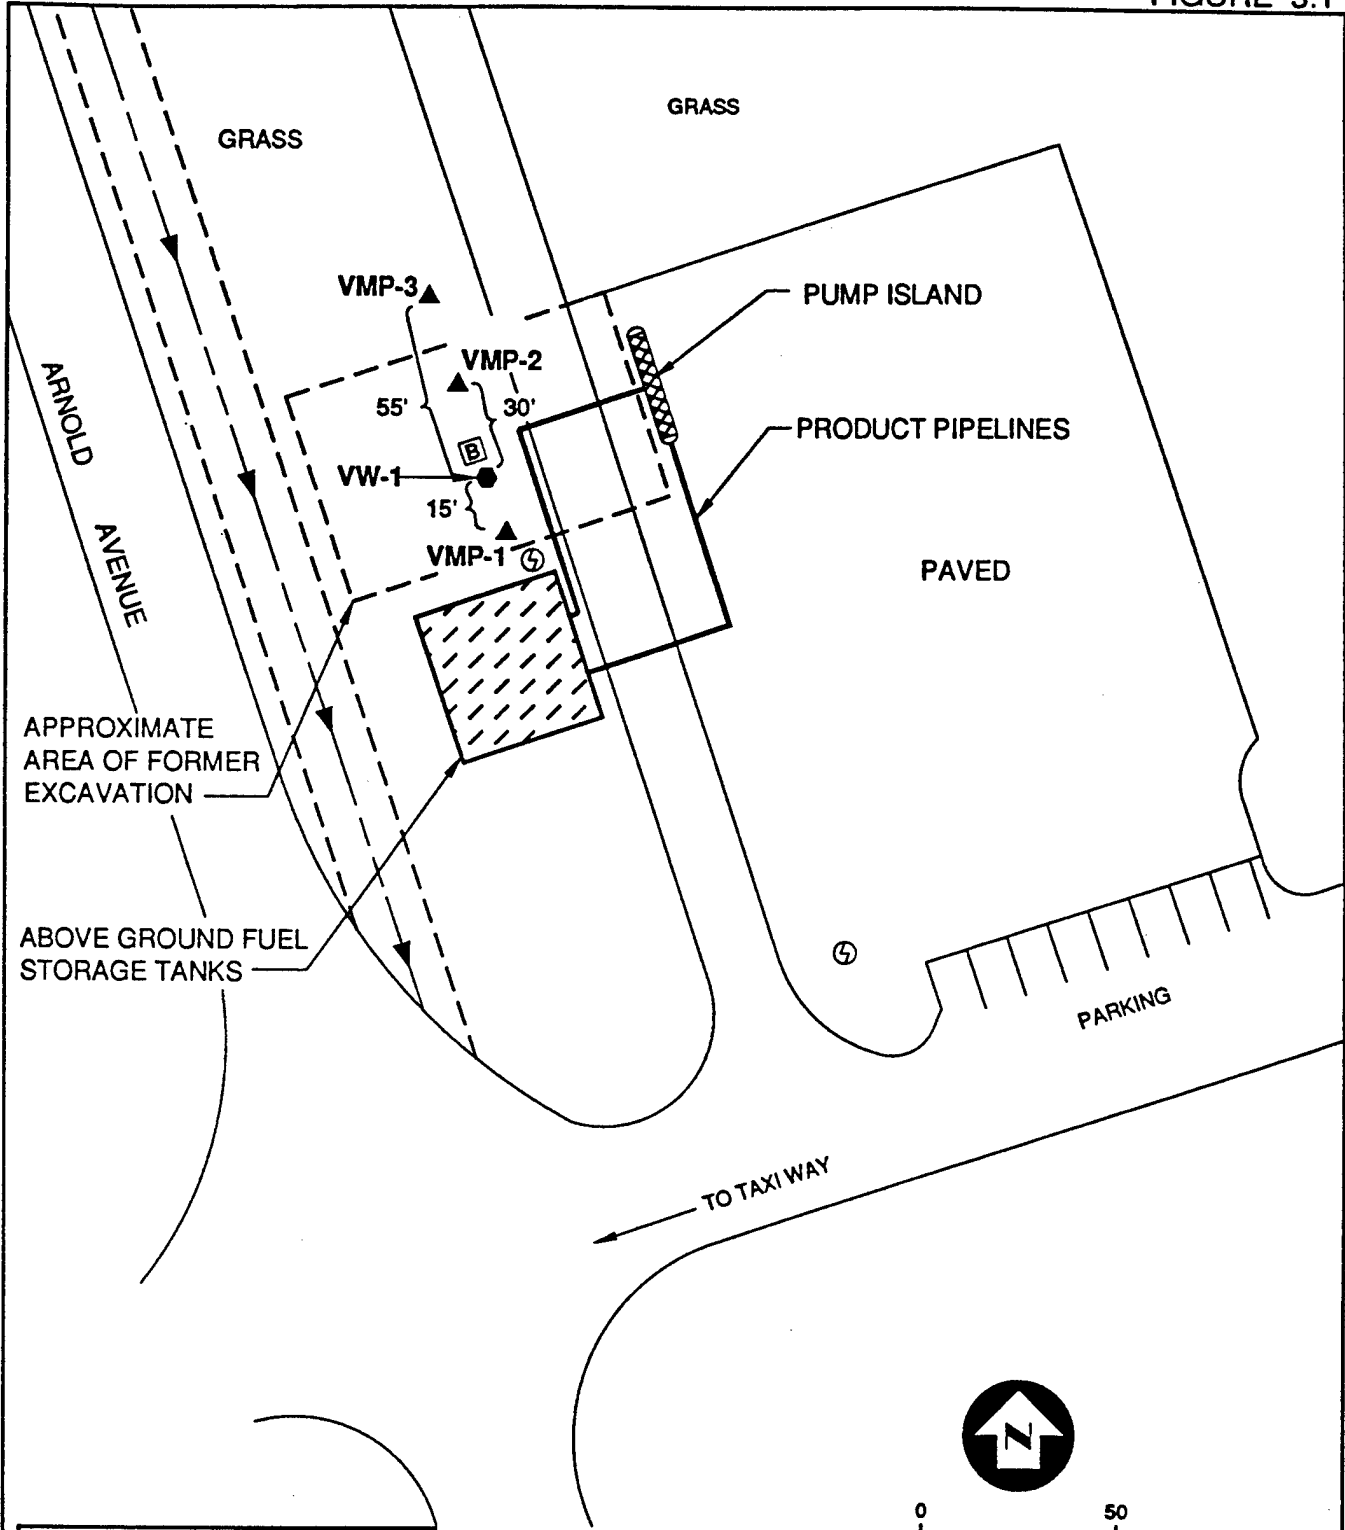 FIGURE 3.1
GRASS
GRASS
VMP-3
PUMP ISLAND
VMP-2
55'
30'
ARNOLD
AVENUE
PRODUCT PIPELINES
B
VW-1
15'
VMP-1
PAVED
APPROXIMATE
AREA OF FORMER
EXCAVATION
ABOVE GROUND FUEL
STORAGE TANKS
PARKING
TO TAXI WAY
N
0
50